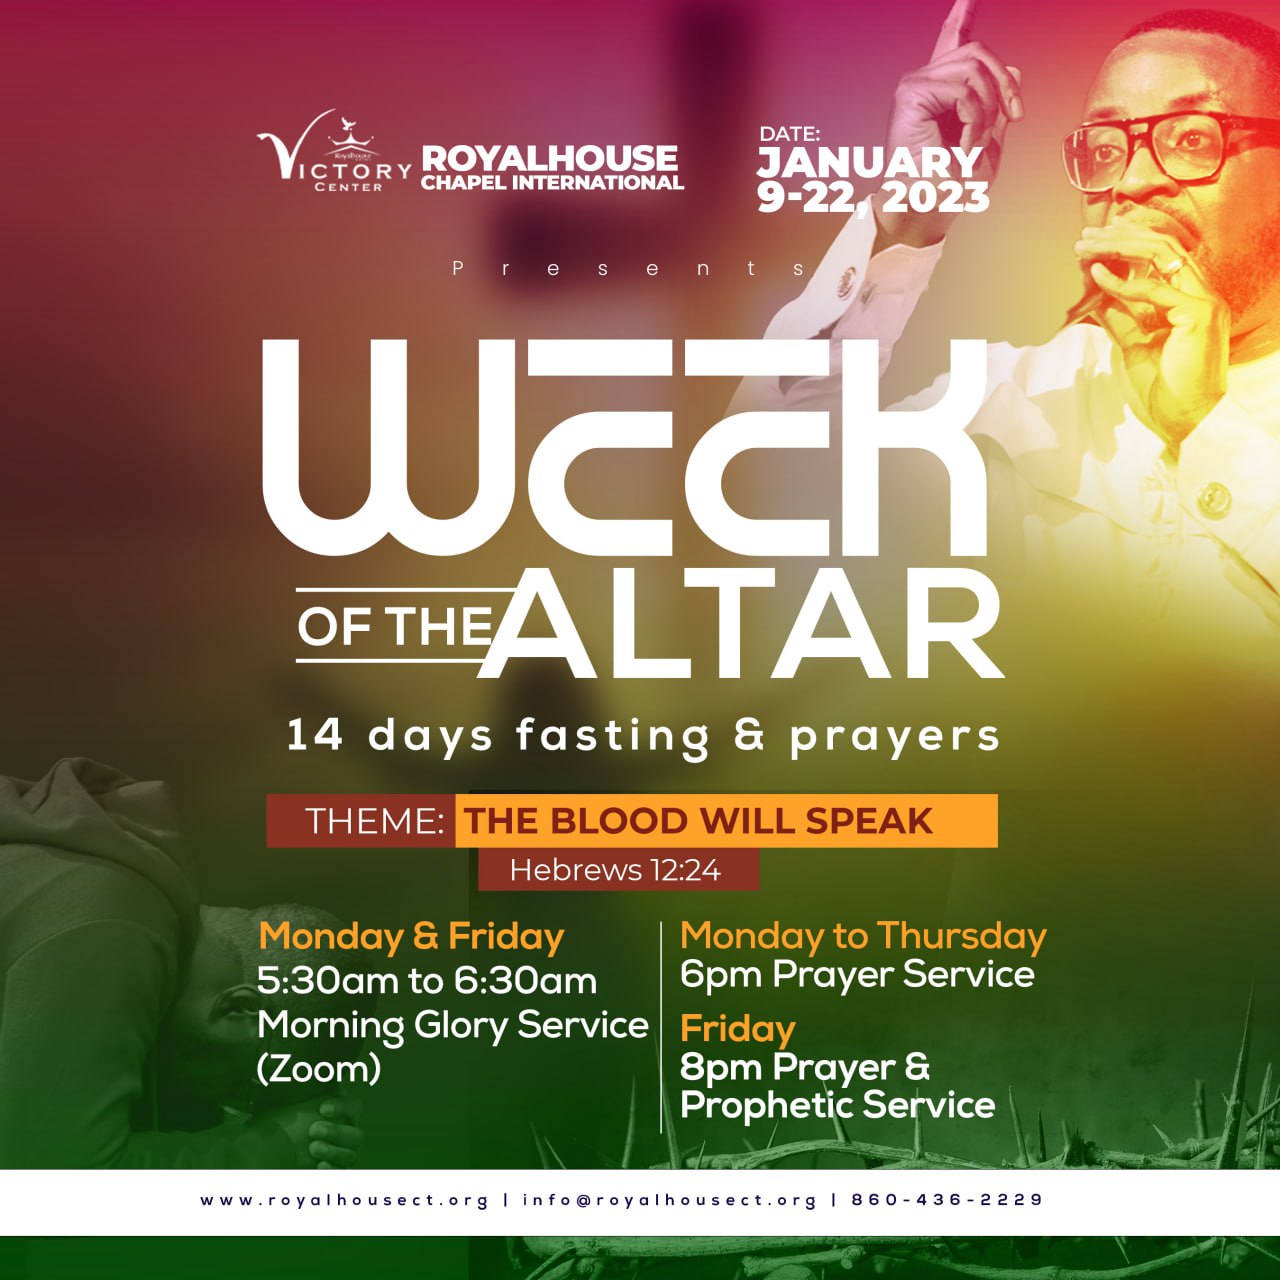 VICTORY
Royalhouse
CENTER
ROYALHOUSE
CHAPEL INTERNATIONAL
DATE:
JANUARY
9-22, 2023
Presents
WEEK
OF THE ALTAR
14 days fasting & prayers
THEME: THE BLOOD WILL SPEAK
Hebrews 12:24
Monday & Friday
5:30am to 6:30am
Morning Glory Service
(Zoom)
Monday to Thursday
6pm Prayer Service
Friday
8pm Prayer &
Prophetic Service
www.royalhousect.org | info@royalhousect.org | 860-436-2229